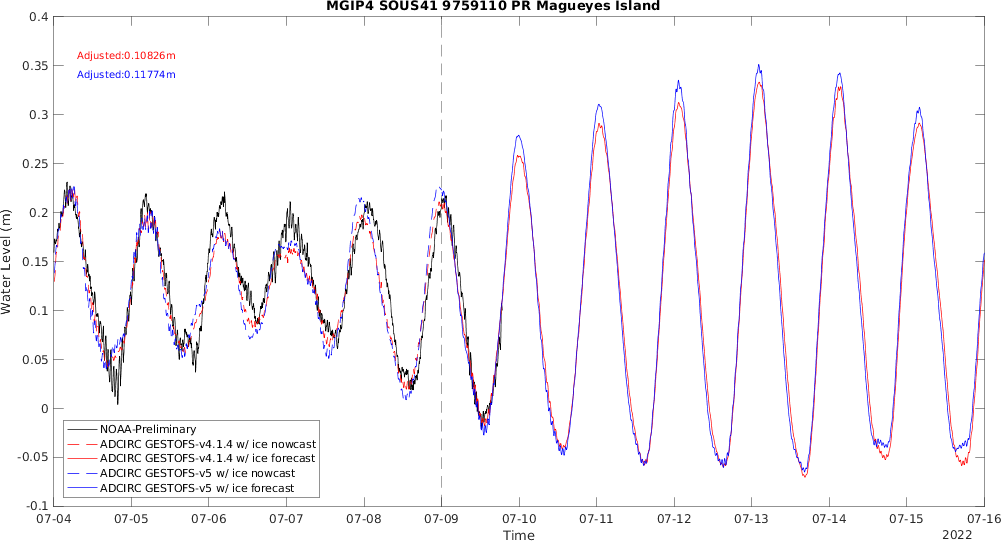 MGIP4 SOUS41 9759110 PR Magueyes Island
0.4
0.35
0.3
0.25
0.2
0.15
0.1
0.05
0
-0.05
-0.1
Water Level (m)
Adjusted:0.10826m
Adjusted:0.11774m
NOAA-Preliminary
ADCIRC GESTOFS-v4.1.4 w/ ice nowcast
ADCIRC GESTOFS-v4.1.4 w/ ice forecast
ADCIRC GESTOFS-v5 w/ ice nowcast
ADCIRC GESTOFS-v5 w/ ice forecast
07-04 07-05 07-06 07-07 07-08 07-09 07-10 07-11 07-12 07-13 07-14 07-15 07-16
Time
2022